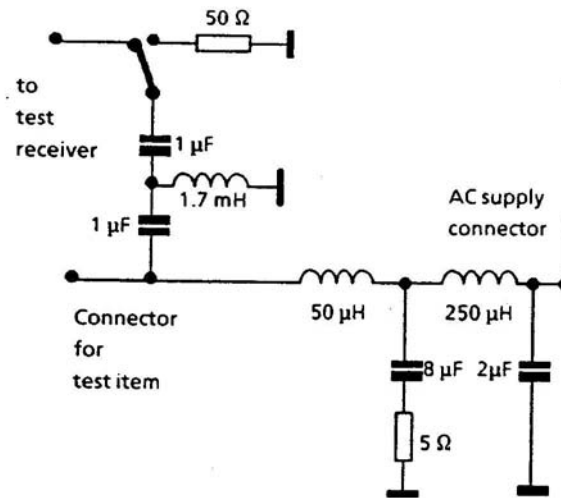 50 Ω
to
test
receiver
1 μF
1.7 mH
1 μF
AC supply
connector
Connector
for
test item
50 μH
250 μH
8 μF
2μF
5 Ω